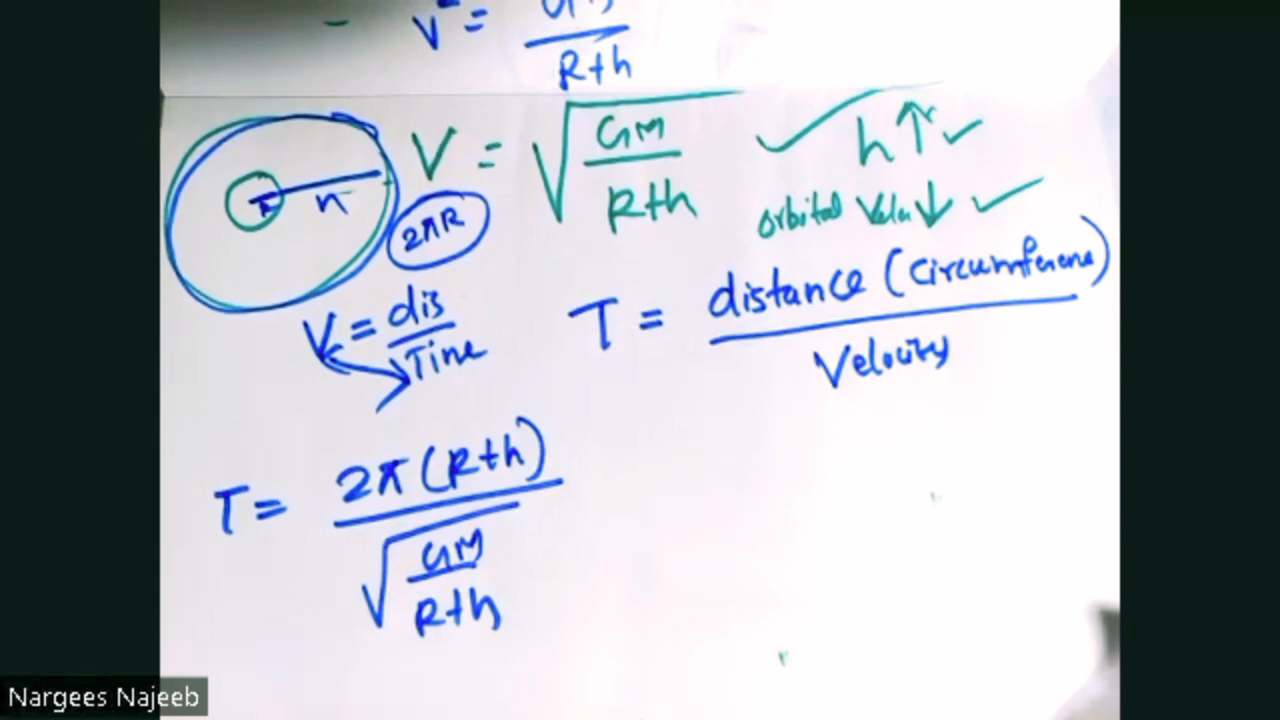 V² = GM / R+h
V = √(GM / R+h) ✓ h↑ ✓
R h
2πR
orbital Velo ↓ ✓
V = dis / Time
T = distance (Circumference) / Velocity
T = 2π(R+h) / √(GM / R+h)
Nargees Najeeb